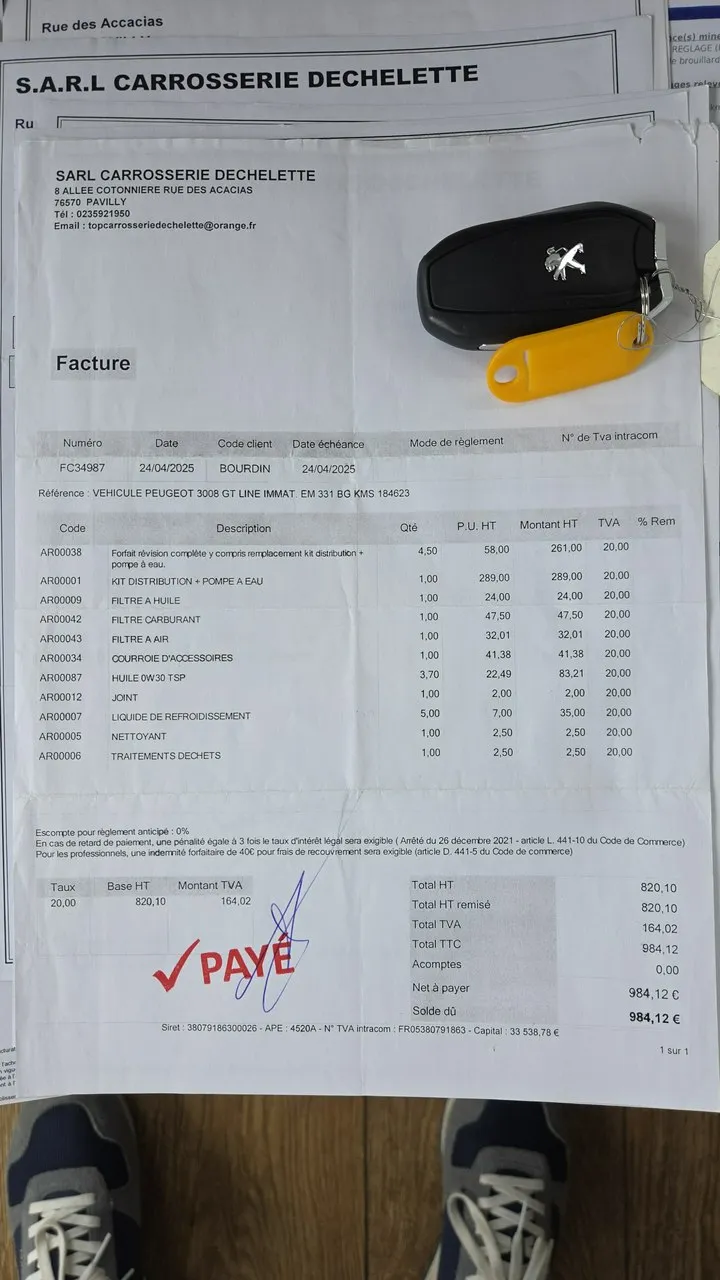 Rue des Accacias
S.A.R.L CARROSSERIE DECHELETTE
Ru
REGLAGE
brouillard
SARL CARROSSERIE DECHELETTE
8 ALLEE COTONNIERE RUE DES ACACIAS
76570 PAVILLY
Tél : 0235921950
Email : topcarrosseriedechelette@orange.fr
Facture
Numéro Date Code client Date échéance Mode de règlement N° de Tva intracom
FC34987 24/04/2025 BOURDIN 24/04/2025
Référence : VEHICULE PEUGEOT 3008 GT LINE IMMAT. EM 331 BG KMS 184623
Code Description Qté P.U. HT Montant HT TVA % Rem
AR00038 Forfait révision complète y compris remplacement kit distribution + 4,50 58,00 261,00 20,00
pompe à eau.
AR00001 KIT DISTRIBUTION + POMPE A EAU 1,00 289,00 289,00 20,00
AR00009 FILTRE A HUILE 1,00 24,00 24,00 20,00
AR00042 FILTRE CARBURANT 1,00 47,50 47,50 20,00
AR00043 FILTRE A AIR 1,00 32,01 32,01 20,00
AR00034 COURROIE D'ACCESSOIRES 1,00 41,38 41,38 20,00
AR00087 HUILE 0W30 TSP 3,70 22,49 83,21 20,00
AR00012 JOINT 1,00 2,00 2,00 20,00
AR00007 LIQUIDE DE REFROIDISSEMENT 5,00 7,00 35,00 20,00
AR00005 NETTOYANT 1,00 2,50 2,50 20,00
AR00006 TRAITEMENTS DECHETS 1,00 2,50 2,50 20,00
Escompte pour règlement anticipé : 0%
En cas de retard de paiement, une pénalité égale à 3 fois le taux d'intérêt légal sera exigible ( Arrêté du 26 décembre 2021 - article L. 441-10 du Code de Commerce)
Pour les professionnels, une indemnité forfaitaire de 40€ pour frais de recouvrement sera exigible (article D. 441-5 du Code de commerce)
Taux Base HT Montant TVA
20,00 820,10 164,02
Total HT 820,10
Total HT remisé 820,10
Total TVA 164,02
Total TTC 984,12
Acomptes 0,00
Net à payer 984,12 €
Solde dû 984,12 €
PAYÉ
Siret : 38079186300026 - APE : 4520A - N° TVA intracom : FR05380791863 - Capital : 33 538,78 €
1 sur 1